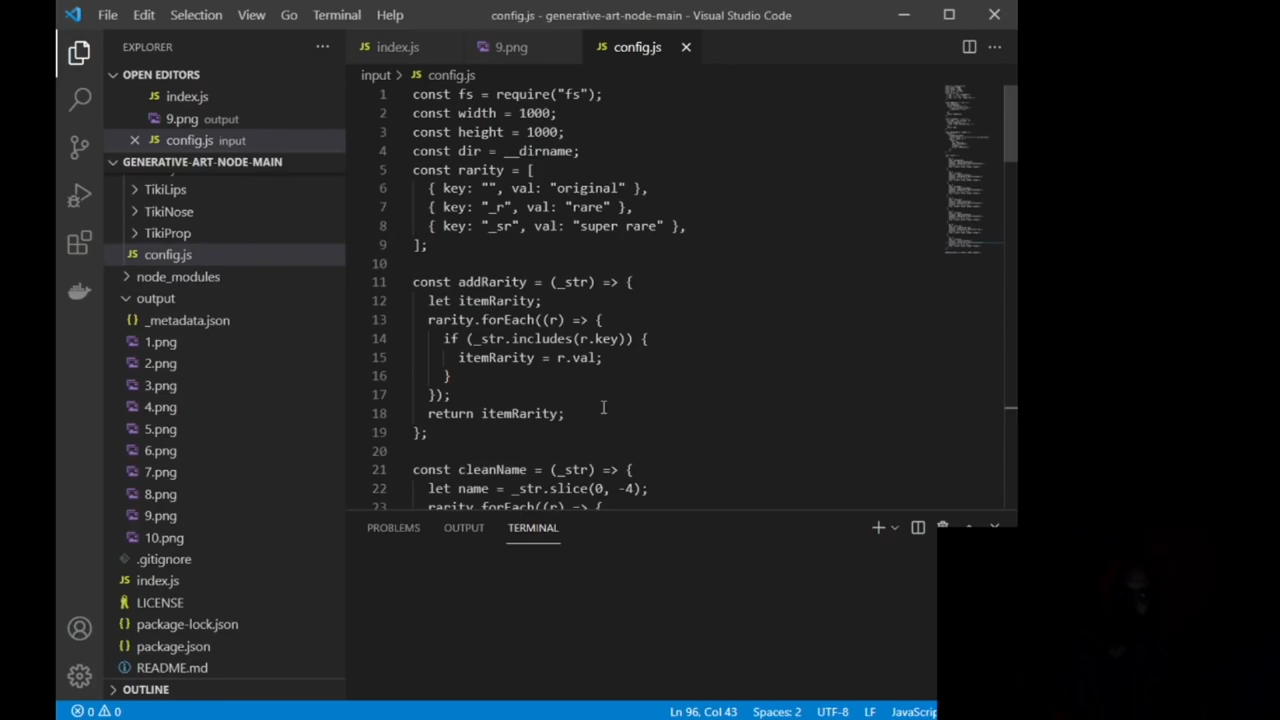 File Edit Selection View Go Terminal Help
config.js - generative-art-node-main - Visual Studio Code
EXPLORER
OPEN EDITORS
index.js
9.png output
config.js input
GENERATIVE-ART-NODE-MAIN
TikiLips
TikiNose
TikiProp
config.js
node_modules
output
_metadata.json
1.png
2.png
3.png
4.png
5.png
6.png
7.png
8.png
9.png
10.png
.gitignore
index.js
LICENSE
package-lock.json
package.json
README.md
OUTLINE
index.js 9.png config.js
input > config.js
1 const fs = require("fs");
2 const width = 1000;
3 const height = 1000;
4 const dir = __dirname;
5 const rarity = [
6 { key: "", val: "original" },
7 { key: "_r", val: "rare" },
8 { key: "_sr", val: "super rare" },
9 ];
10
11 const addRarity = (_str) => {
12 let itemRarity;
13 rarity.forEach((r) => {
14 if (_str.includes(r.key)) {
15 itemRarity = r.val;
16 }
17 });
18 return itemRarity;
19 };
20
21 const cleanName = (_str) => {
22 let name = _str.slice(0, -4);
23 rarity.forEach((r) => {
PROBLEMS OUTPUT TERMINAL
0 0 Ln 96, Col 43 Spaces: 2 UTF-8 LF JavaScrip